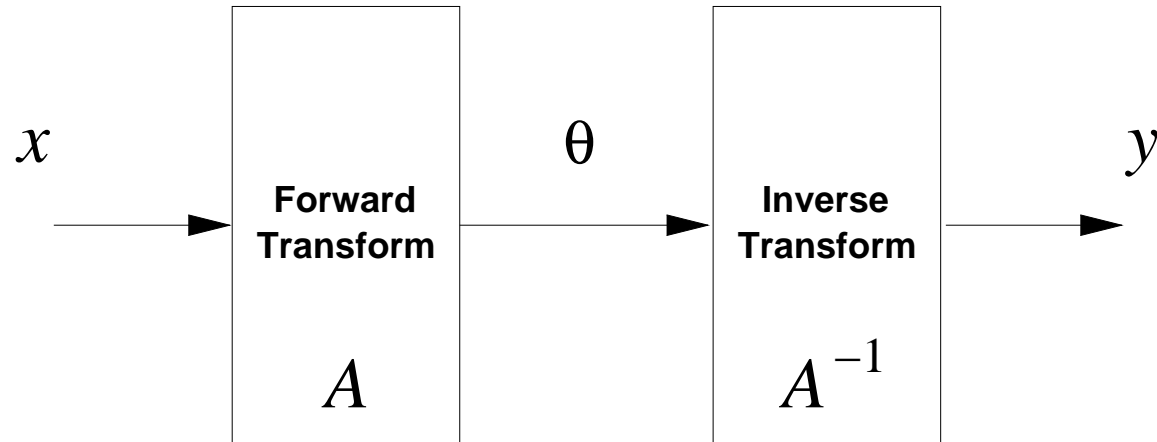 x
Forward
Transform
A
θ
Inverse
Transform
A⁻¹
y